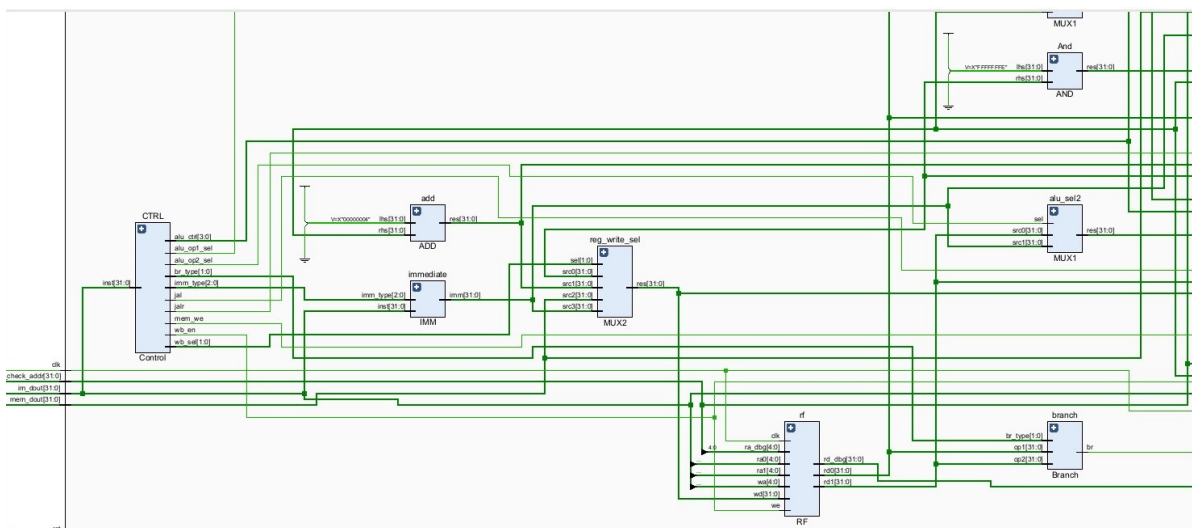 MUX1
And
V=X"FFFFFFFE"
lhs[31:0]
rhs[31:0]
res[31:0]
AND
CTRL
inst[31:0]
alu_ctrl[3:0]
alu_op1_sel
alu_op2_sel
br_type[1:0]
imm_type[2:0]
jal
jalr
mem_we
wb_en
wb_sel[1:0]
Control
add
V=X"00000004"
lhs[31:0]
rhs[31:0]
res[31:0]
ADD
immediate
imm_type[2:0]
inst[31:0]
imm[31:0]
IMM
reg_write_sel
sel[1:0]
src0[31:0]
src1[31:0]
src2[31:0]
src3[31:0]
res[31:0]
MUX2
alu_sel2
sel
src0[31:0]
src1[31:0]
res[31:0]
MUX1
clk
check_addr[31:0]
im_dout[31:0]
mem_dout[31:0]
rf
clk
4:0
ra_dbg[4:0]
ra0[4:0]
ra1[4:0]
wa[4:0]
wd[31:0]
we
rd_dbg[31:0]
rd0[31:0]
rd1[31:0]
RF
branch
br_type[1:0]
op1[31:0]
op2[31:0]
br
Branch